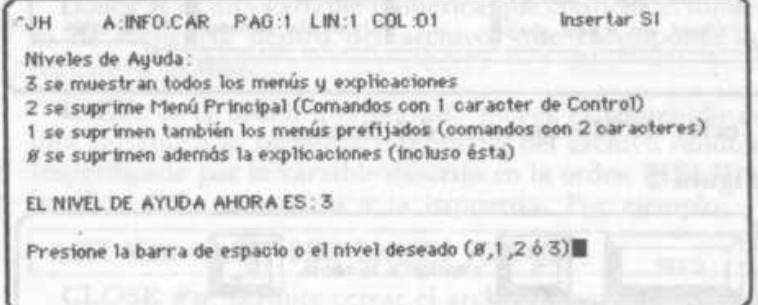 ^JH A:INFO.CAR PAG:1 LIN:1 COL:01 Insertar SI
Niveles de Ayuda:
3 se muestran todos los menús y explicaciones
2 se suprime Menú Principal (Comandos con 1 caracter de Control)
1 se suprimen también los menús prefijados (comandos con 2 caracteres)
0 se suprimen además la explicaciones (incluso ésta)
EL NIVEL DE AYUDA AHORA ES: 3
Presione la barra de espacio o el nivel deseado (0,1,2 ó 3)